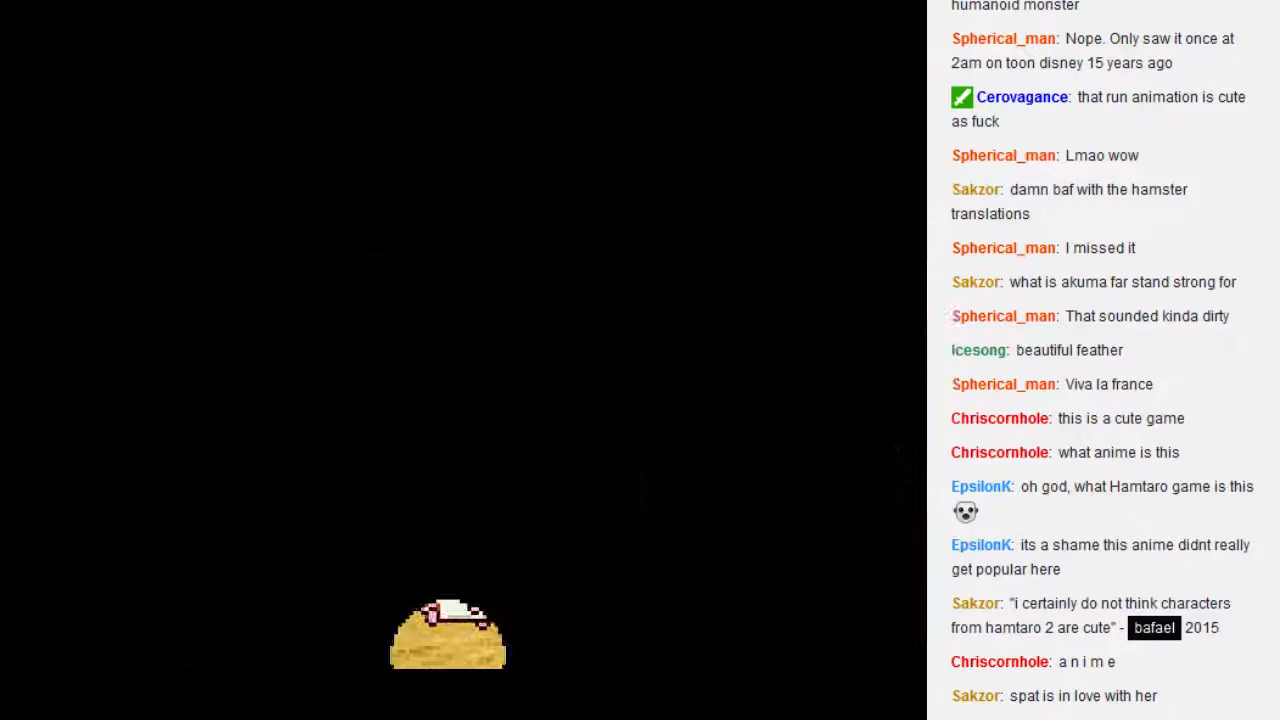 humanoid monster
Spherical_man: Nope. Only saw it once at
2am on toon disney 15 years ago
Cerovagance: that run animation is cute
as fuck
Spherical_man: Lmao wow
Sakzor: damn baf with the hamster
translations
Spherical_man: I missed it
Sakzor: what is akuma far stand strong for
Spherical_man: That sounded kinda dirty
Icesong: beautiful feather
Spherical_man: Viva la france
Chriscornhole: this is a cute game
Chriscornhole: what anime is this
EpsilonK: oh god, what Hamtaro game is this
EpsilonK: its a shame this anime didnt really
get popular here
Sakzor: "i certainly do not think characters
from hamtaro 2 are cute" - bafael 2015
Chriscornhole: a n i m e
Sakzor: spat is in love with her